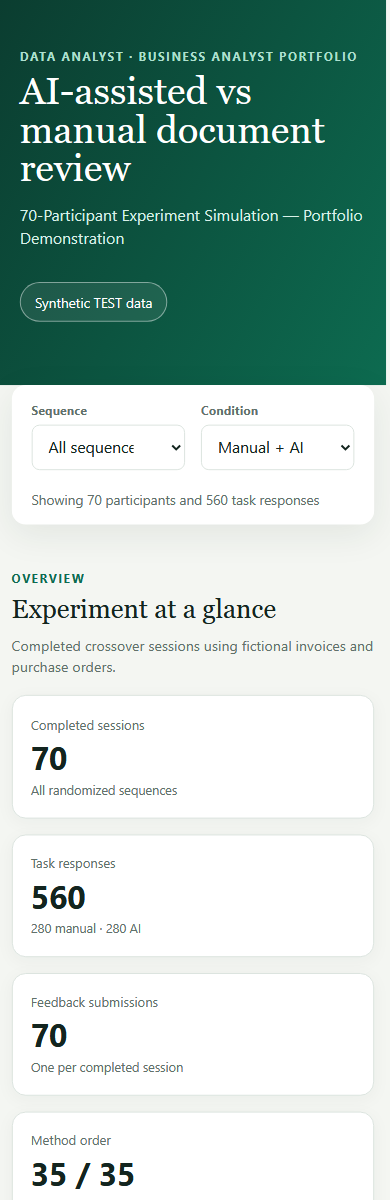 DATA ANALYST · BUSINESS ANALYST PORTFOLIO
AI-assisted vs
manual document
review
70-Participant Experiment Simulation — Portfolio
Demonstration
Synthetic TEST data
Sequence
Condition
All sequence
Manual + AI
Showing 70 participants and 560 task responses
OVERVIEW
Experiment at a glance
Completed crossover sessions using fictional invoices and
purchase orders.
Completed sessions
70
All randomized sequences
Task responses
560
280 manual · 280 AI
Feedback submissions
70
One per completed session
Method order
35 / 35